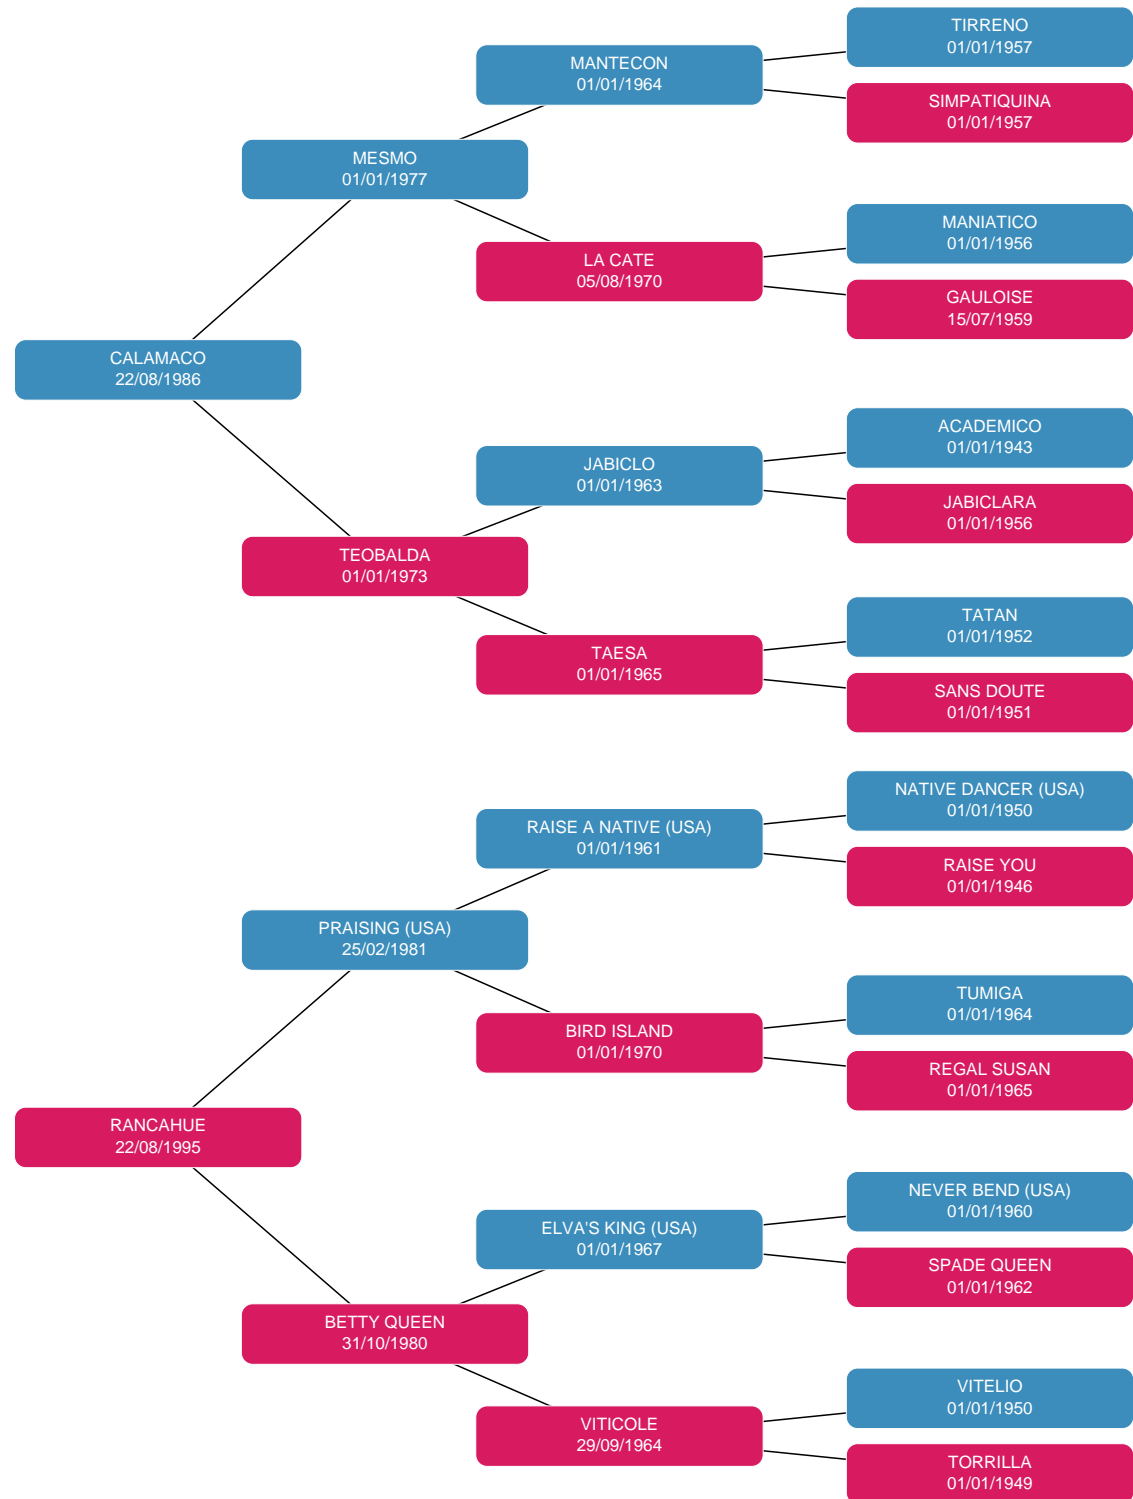 TIRRENO
01/01/1957
MANTECON
01/01/1964
SIMPATIQUINA
01/01/1957
MESMO
01/01/1977
MANIATICO
01/01/1956
LA CATE
05/08/1970
GAULOISE
15/07/1959
CALAMACO
22/08/1986
ACADEMICO
01/01/1943
JABICLO
01/01/1963
JABICLARA
01/01/1956
TEOBALDA
01/01/1973
TATAN
01/01/1952
TAESA
01/01/1965
SANS DOUTE
01/01/1951
NATIVE DANCER (USA)
01/01/1950
RAISE A NATIVE (USA)
01/01/1961
RAISE YOU
01/01/1946
PRAISING (USA)
25/02/1981
TUMIGA
01/01/1964
BIRD ISLAND
01/01/1970
REGAL SUSAN
01/01/1965
RANCAHUE
22/08/1995
NEVER BEND (USA)
01/01/1960
ELVA'S KING (USA)
01/01/1967
SPADE QUEEN
01/01/1962
BETTY QUEEN
31/10/1980
VITELIO
01/01/1950
VITICOLE
29/09/1964
TORRILLA
01/01/1949